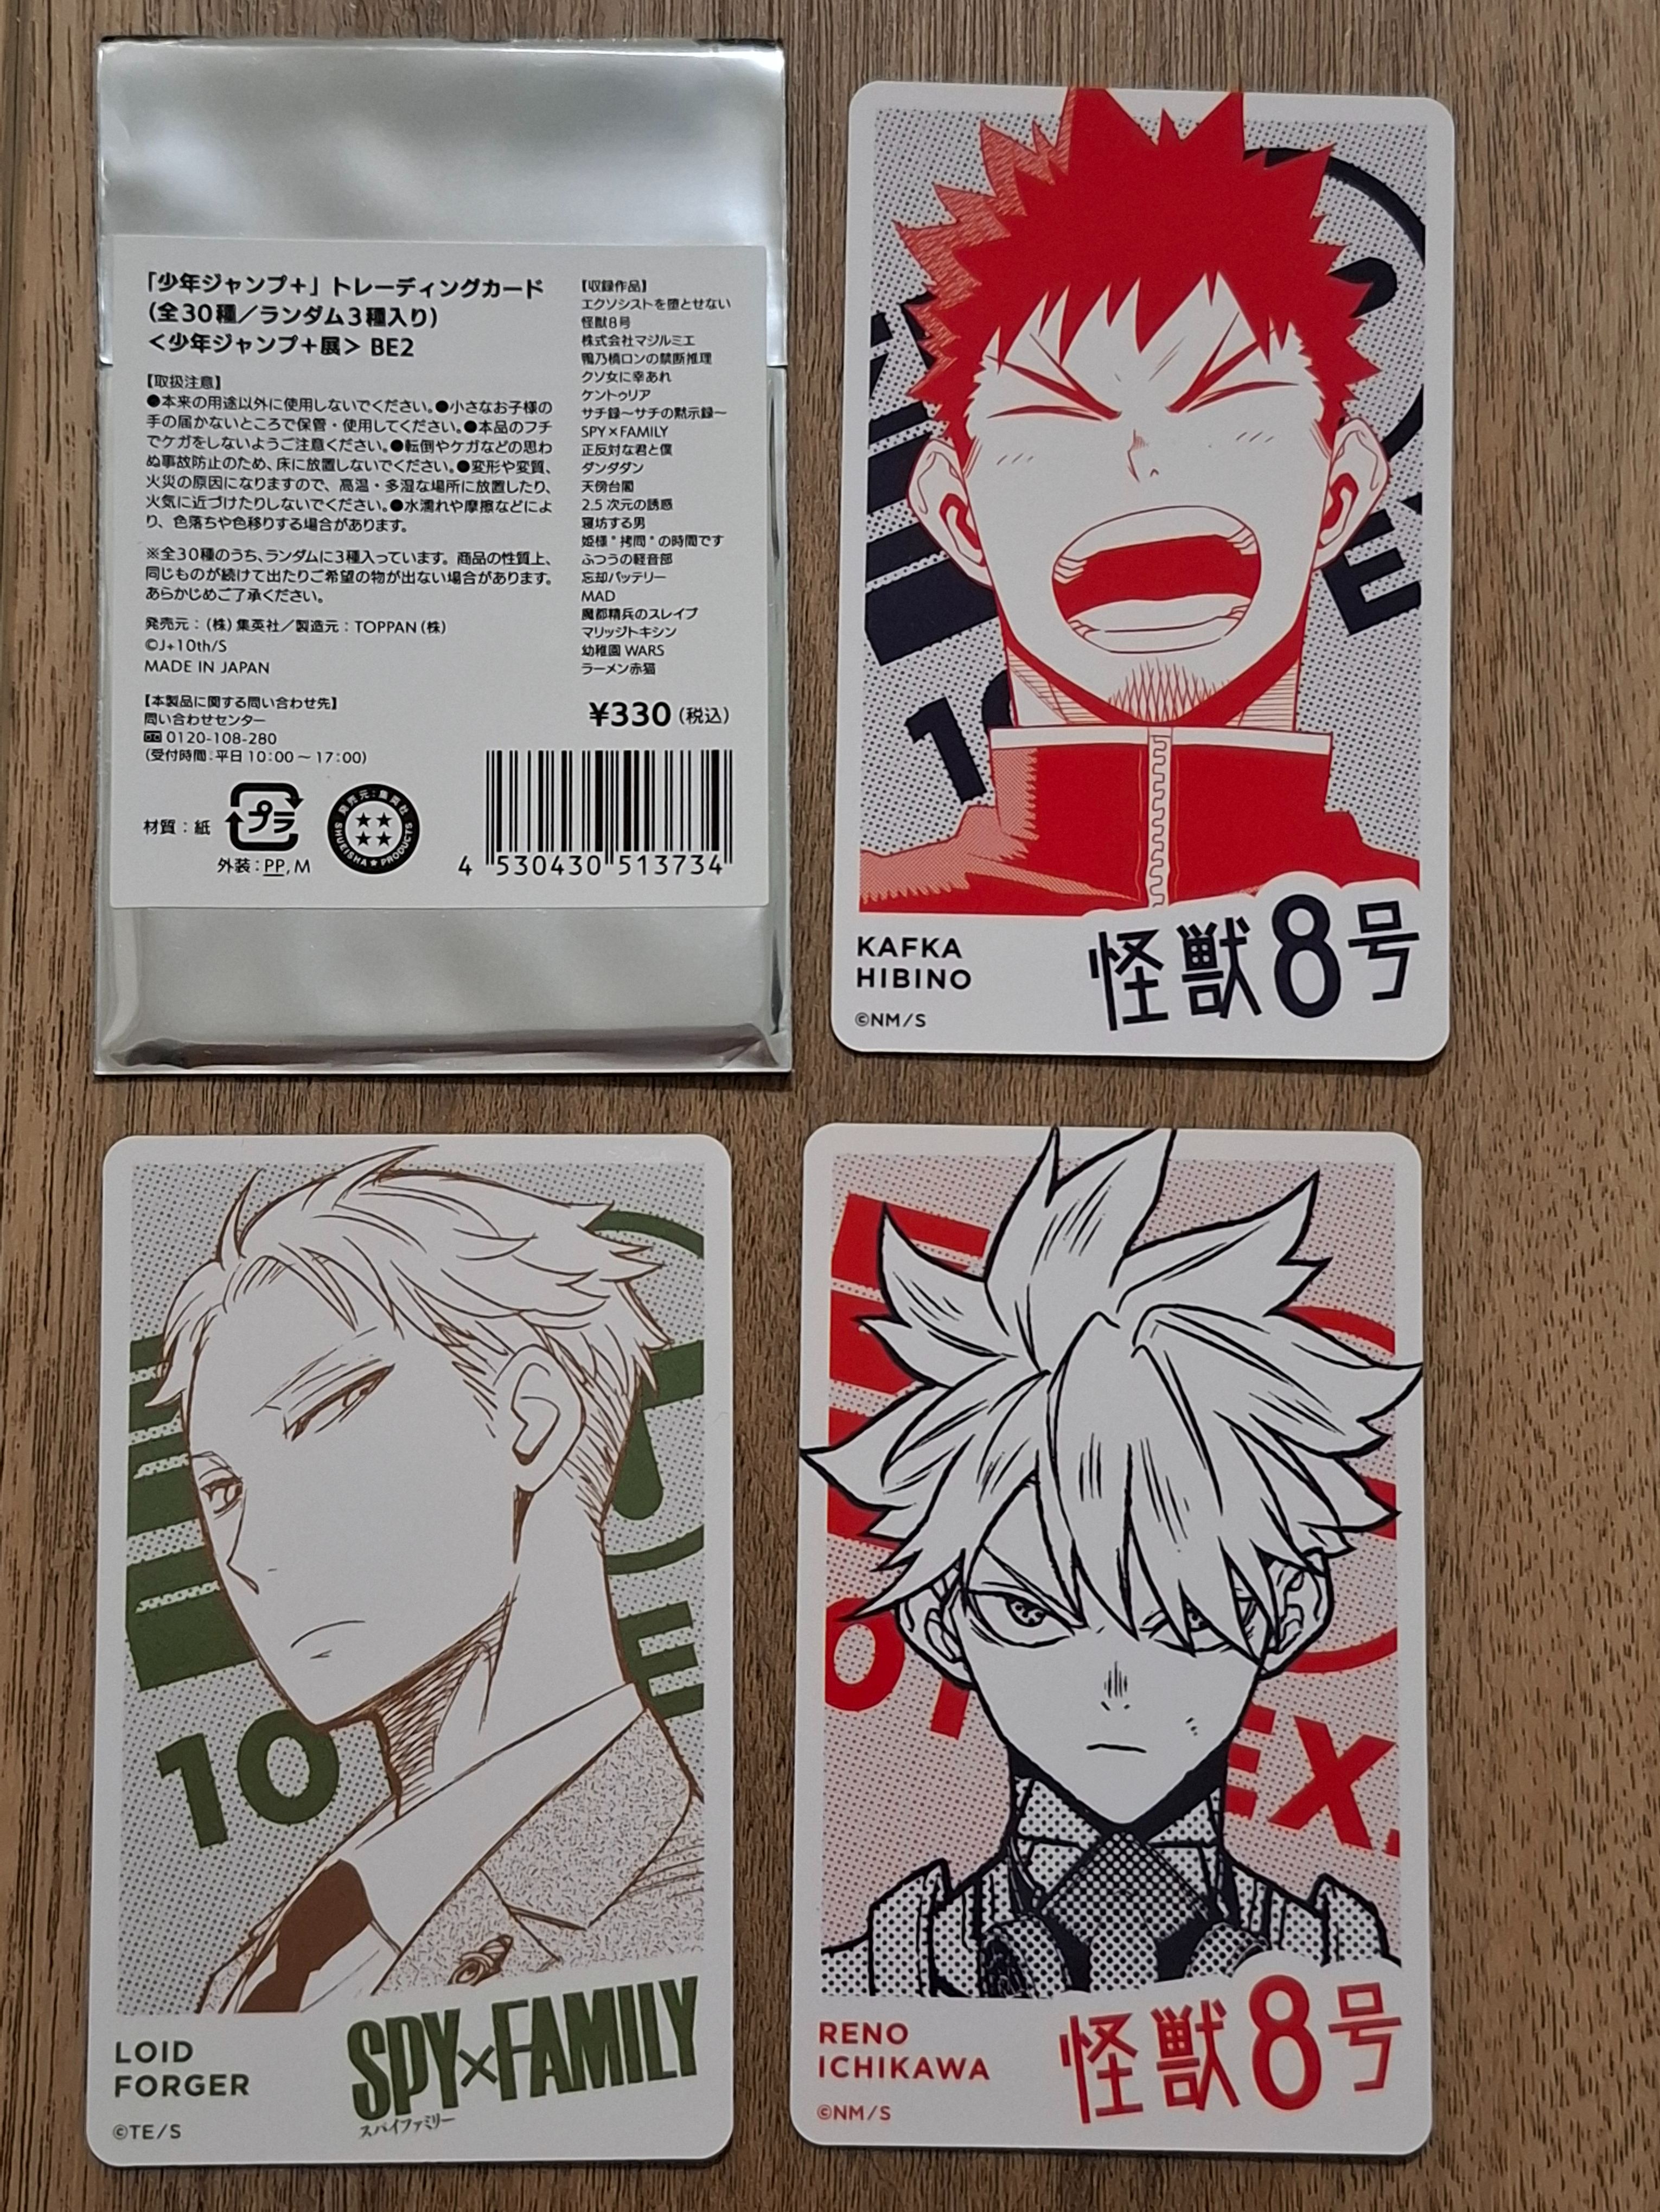 「少年ジャンプ+」トレーディングカード
(全30種/ランダム3種入り)
<少年ジャンプ+展> BE2
【取扱注意】
●本来の用途以外に使用しないでください。●小さなお子様の
手の届かないところで保管・使用してください。●本品のフチ
でケガをしないようご注意ください。●転倒やケガなどの思わ
ぬ事故防止のため、床に放置しないでください。●変形や変質、
火災の原因になりますので、高温・多湿な場所に放置したり、
火気に近づけたりしないでください。●水濡れや摩擦などによ
り、色落ちや色移りする場合があります。
※全30種のうち、ランダムに3種入っています。商品の性質上、
同じものが続けて出たりご希望の物が出ない場合があります。
あらかじめご了承ください。
発売元:(株)集英社/製造元:TOPPAN(株)
©J+10th/S
MADE IN JAPAN
【本製品に関する問い合わせ先】
問い合わせセンター
0120-108-280
(受付時間:平日10:00~17:00)
材質:紙
プラ
外装:PP,M
発売元:集英社
SHUEISHA★PRODUCTS
【収録作品】
エクソシストを堕とせない
怪獣8号
株式会社マジルミエ
鴨乃橋ロンの禁断推理
クソ女に幸あれ
ケントゥリア
サチ録~サチの黙示録~
SPY×FAMILY
正反対な君と僕
ダンダダン
天傍台閣
2.5次元の誘惑
寝坊する男
姫様"拷問"の時間です
ふつうの軽音部
忘却バッテリー
MAD
魔都精兵のスレイブ
マリッジトキシン
幼稚園WARS
ラーメン赤猫
¥330(税込)
4 530430 513734
KAFKA
HIBINO
©NM/S
怪獣8号
10
LOID
FORGER
©TE/S
SPY×FAMILY
スパイファミリー
EX
RENO
ICHIKAWA
©NM/S
怪獣8号